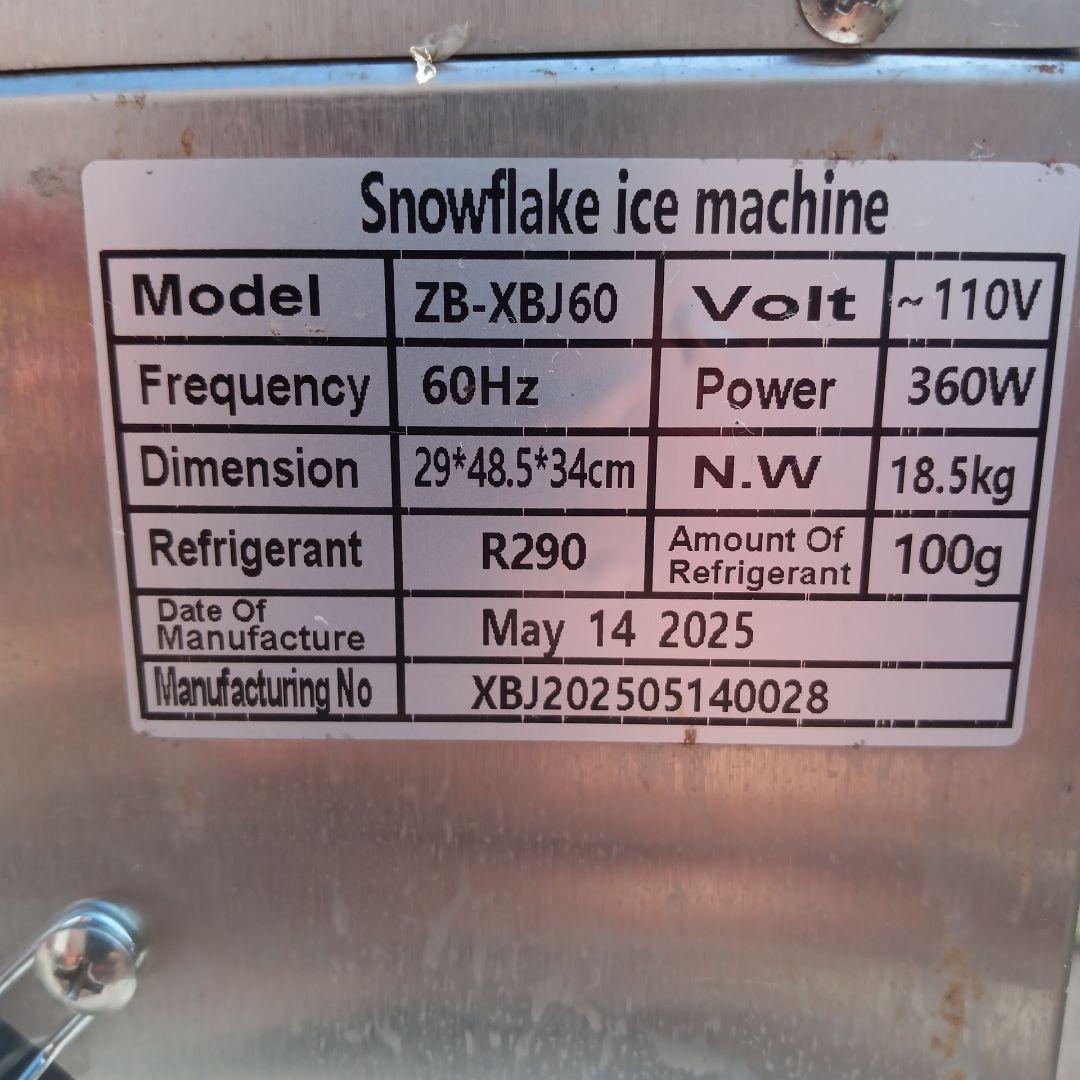 Snowflake ice machine
Model ZB-XBJ60 Volt ~110V
Frequency 60Hz Power 360W
Dimension 29*48.5*34cm N.W 18.5kg
Refrigerant R290 Amount Of Refrigerant 100g
Date Of Manufacture May 14 2025
Manufacturing No XBJ202505140028